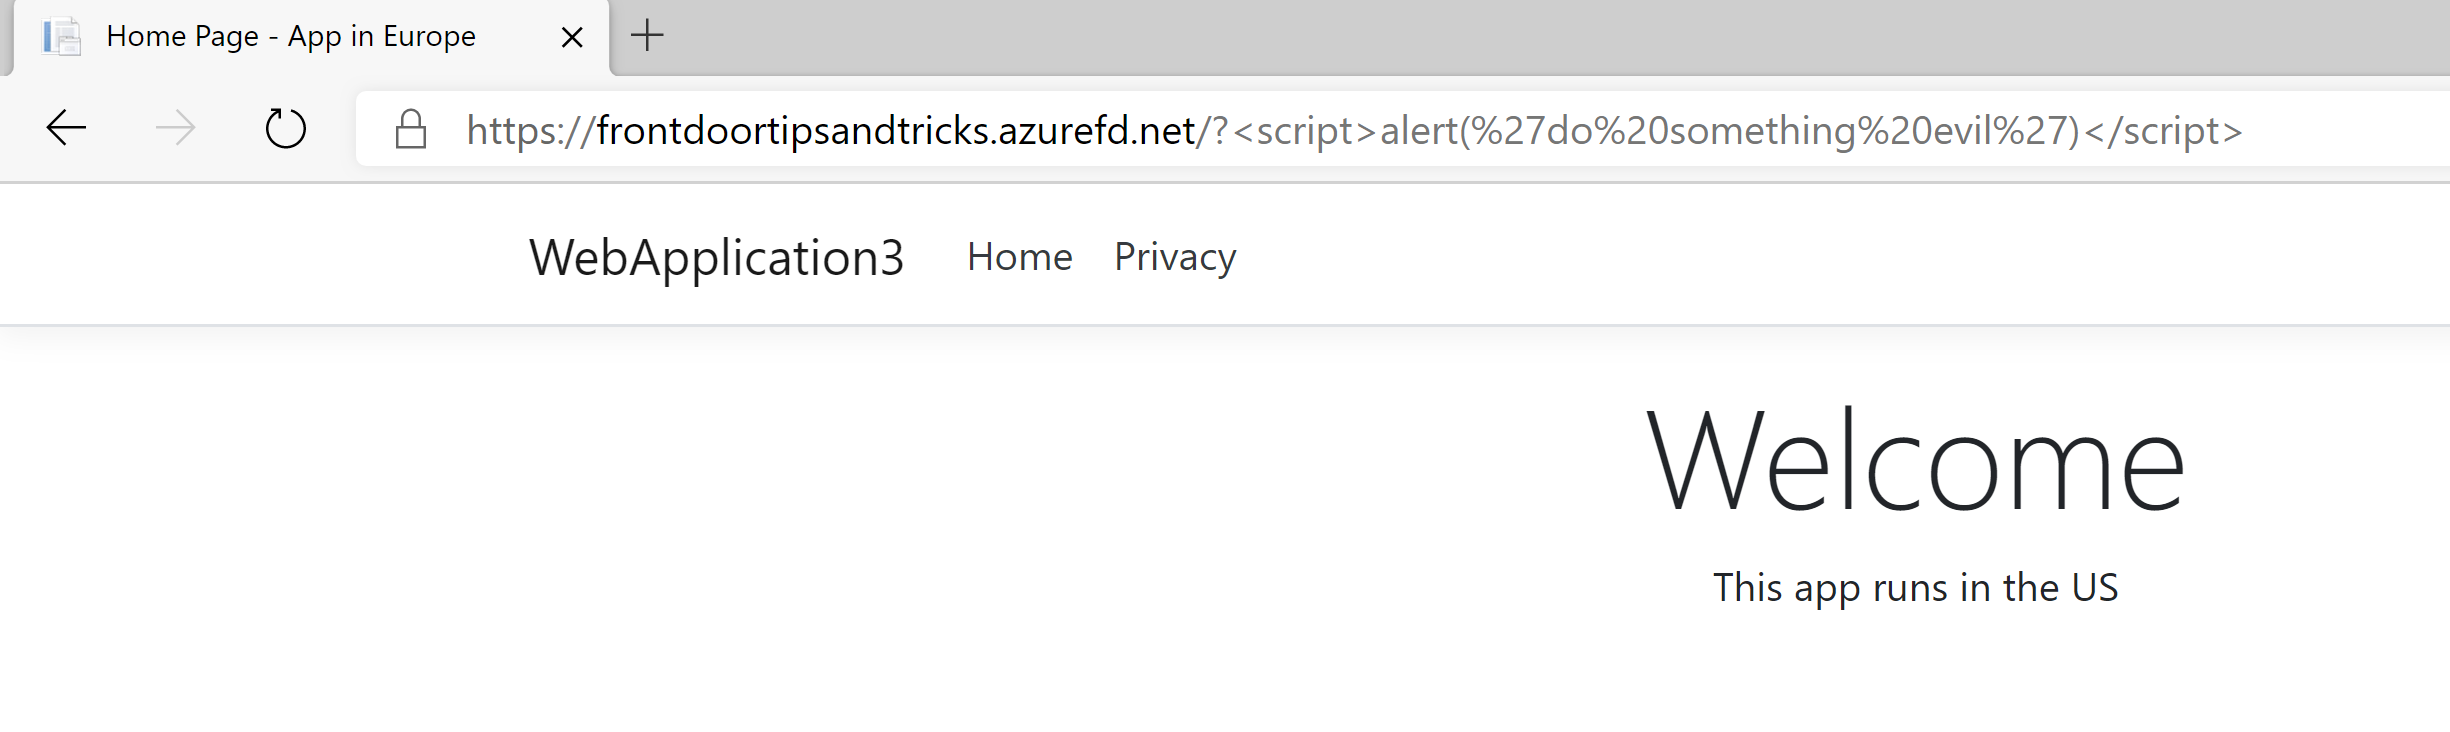 Home Page - App in Europe
https://frontdoortipsandtricks.azurefd.net/?<script>alert(%27do%20something%20evil%27)</script>
WebApplication3 Home Privacy
Welcome
This app runs in the US